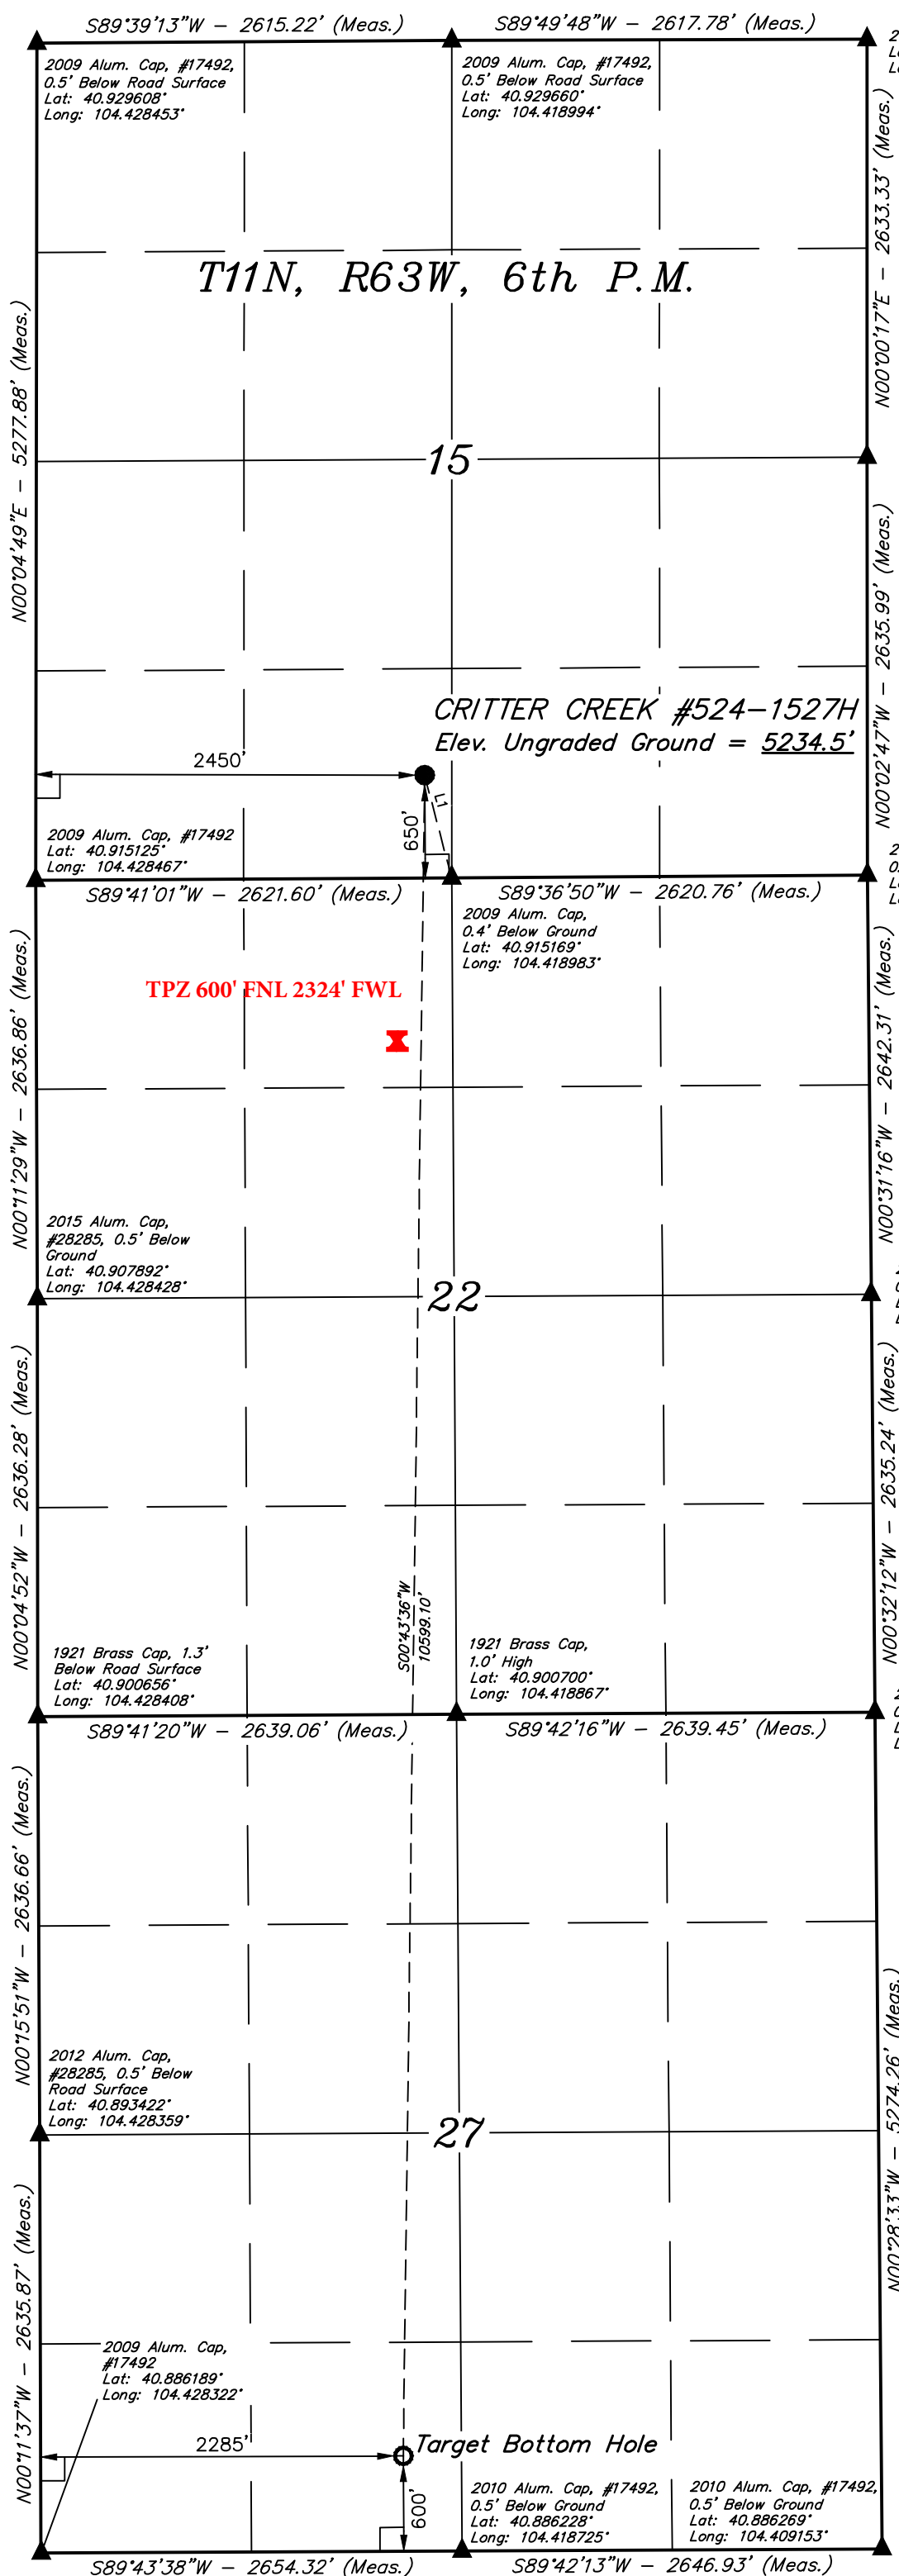 S89°39'13"W - 2615.22' (Meas.)
S89°49'48"W - 2617.78' (Meas.)
2009 Alum. Cap, #17492,
0.5' Below Road Surface
Lat: 40.929608°
Long: 104.428453°
2009 Alum. Cap, #17492,
0.5' Below Road Surface
Lat: 40.929660°
Long: 104.418994°
N00°00'17"E - 2633.33' (Meas.)
T11N, R63W, 6th P.M.
N00°04'49"E - 5277.88' (Meas.)
15
N00°02'47"W - 2635.99' (Meas.)
CRITTER CREEK #524-1527H
Elev. Ungraded Ground = 5234.5'
2450'
L1
650'
2009 Alum. Cap, #17492
Lat: 40.915125°
Long: 104.428467°
S89°41'01"W - 2621.60' (Meas.)
S89°36'50"W - 2620.76' (Meas.)
2009 Alum. Cap,
0.4' Below Ground
Lat: 40.915169°
Long: 104.418983°
TPZ 600' FNL 2324' FWL
N00°11'29"W - 2636.86' (Meas.)
N00°31'16"W - 2642.31' (Meas.)
2015 Alum. Cap,
#28285, 0.5' Below
Ground
Lat: 40.907892°
Long: 104.428428°
22
N00°04'52"W - 2636.28' (Meas.)
N00°32'12"W - 2635.24' (Meas.)
S00°43'36"W
10599.10'
1921 Brass Cap, 1.3'
Below Road Surface
Lat: 40.900656°
Long: 104.428408°
1921 Brass Cap,
1.0' High
Lat: 40.900700°
Long: 104.418867°
S89°41'20"W - 2639.06' (Meas.)
S89°42'16"W - 2639.45' (Meas.)
N00°15'51"W - 2636.66' (Meas.)
2012 Alum. Cap,
#28285, 0.5' Below
Road Surface
Lat: 40.893422°
Long: 104.428359°
27
N00°28'33"W - 5274.26' (Meas.)
N00°11'37"W - 2635.87' (Meas.)
2009 Alum. Cap,
#17492
Lat: 40.886189°
Long: 104.428322°
2285'
Target Bottom Hole
600'
2010 Alum. Cap, #17492,
0.5' Below Ground
Lat: 40.886228°
Long: 104.418725°
2010 Alum. Cap, #17492,
0.5' Below Ground
Lat: 40.886269°
Long: 104.409153°
S89°43'38"W - 2654.32' (Meas.)
S89°42'13"W - 2646.93' (Meas.)